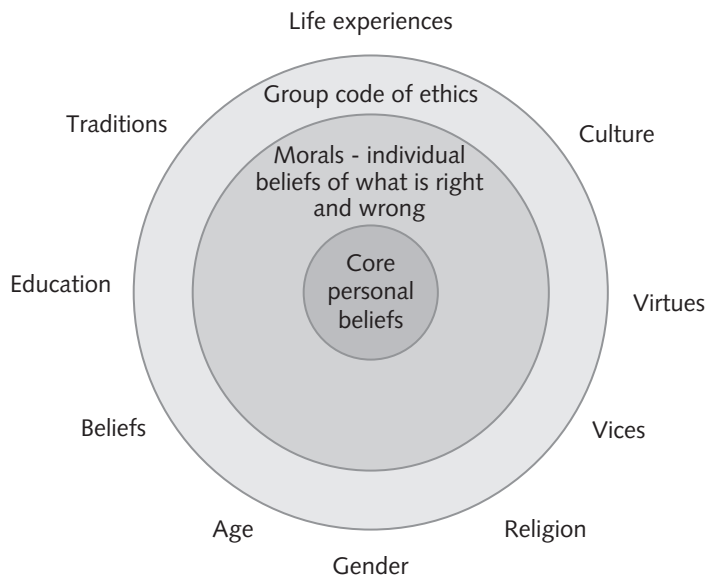 Life experiences
Group code of ethics
Traditions
Culture
Morals - individual
beliefs of what is right
and wrong
Core
personal
beliefs
Education
Virtues
Beliefs
Vices
Age
Religion
Gender